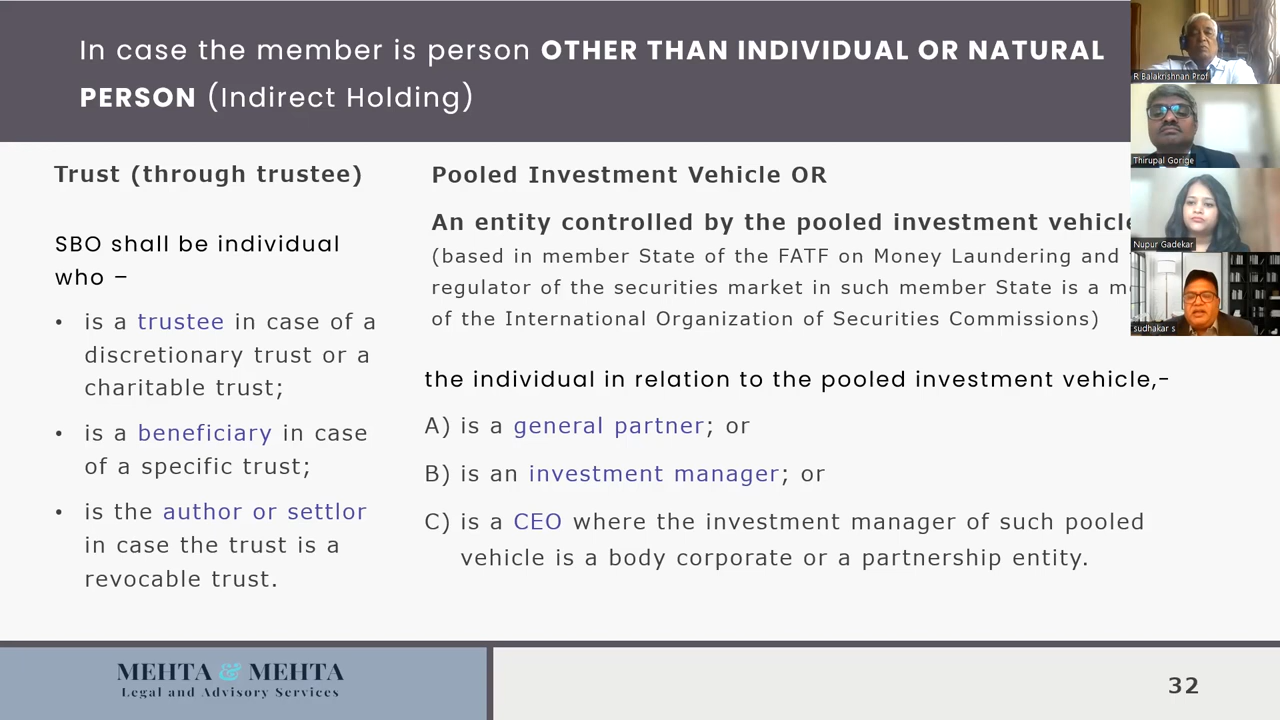 In case the member is person OTHER THAN INDIVIDUAL OR NATURAL
PERSON (Indirect Holding)
Trust (through trustee)
SBO shall be individual
who –
• is a trustee in case of a
discretionary trust or a
charitable trust;
• is a beneficiary in case
of a specific trust;
• is the author or settlor
in case the trust is a
revocable trust.
Pooled Investment Vehicle OR
An entity controlled by the pooled investment vehicle
(based in member State of the FATF on Money Laundering and
regulator of the securities market in such member State is a
of the International Organization of Securities Commissions)
the individual in relation to the pooled investment vehicle,-
A) is a general partner; or
B) is an investment manager; or
C) is a CEO where the investment manager of such pooled
vehicle is a body corporate or a partnership entity.
R Balakrishnan Prof
Thirupal Gorige
Nupur Gadekar
sudhakar s
MEHTA & MEHTA
Legal and Advisory Services
32